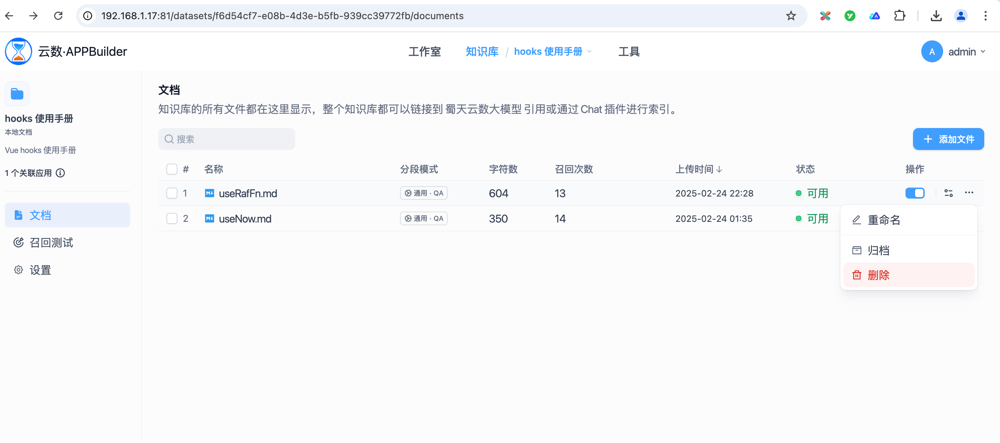 192.168.1.17:81/datasets/f6d54cf7-e08b-4d3e-b5fb-939cc39772fb/documents
云数·APPBuilder
工作室 知识库 / hooks 使用手册 工具
A admin
hooks 使用手册
本地文档
Vue hooks 使用手册
1 个关联应用
文档
召回测试
设置
文档
知识库的所有文件都在这里显示，整个知识库都可以链接到 蜀天云数大模型 引用或通过 Chat 插件进行索引。
搜索
添加文件
# 名称 分段模式 字符数 召回次数 上传时间 状态 操作
1 M↓ useRafFn.md 通用 · QA 604 13 2025-02-24 22:28 可用
2 M↓ useNow.md 通用 · QA 350 14 2025-02-24 01:35 可用
重命名
归档
删除